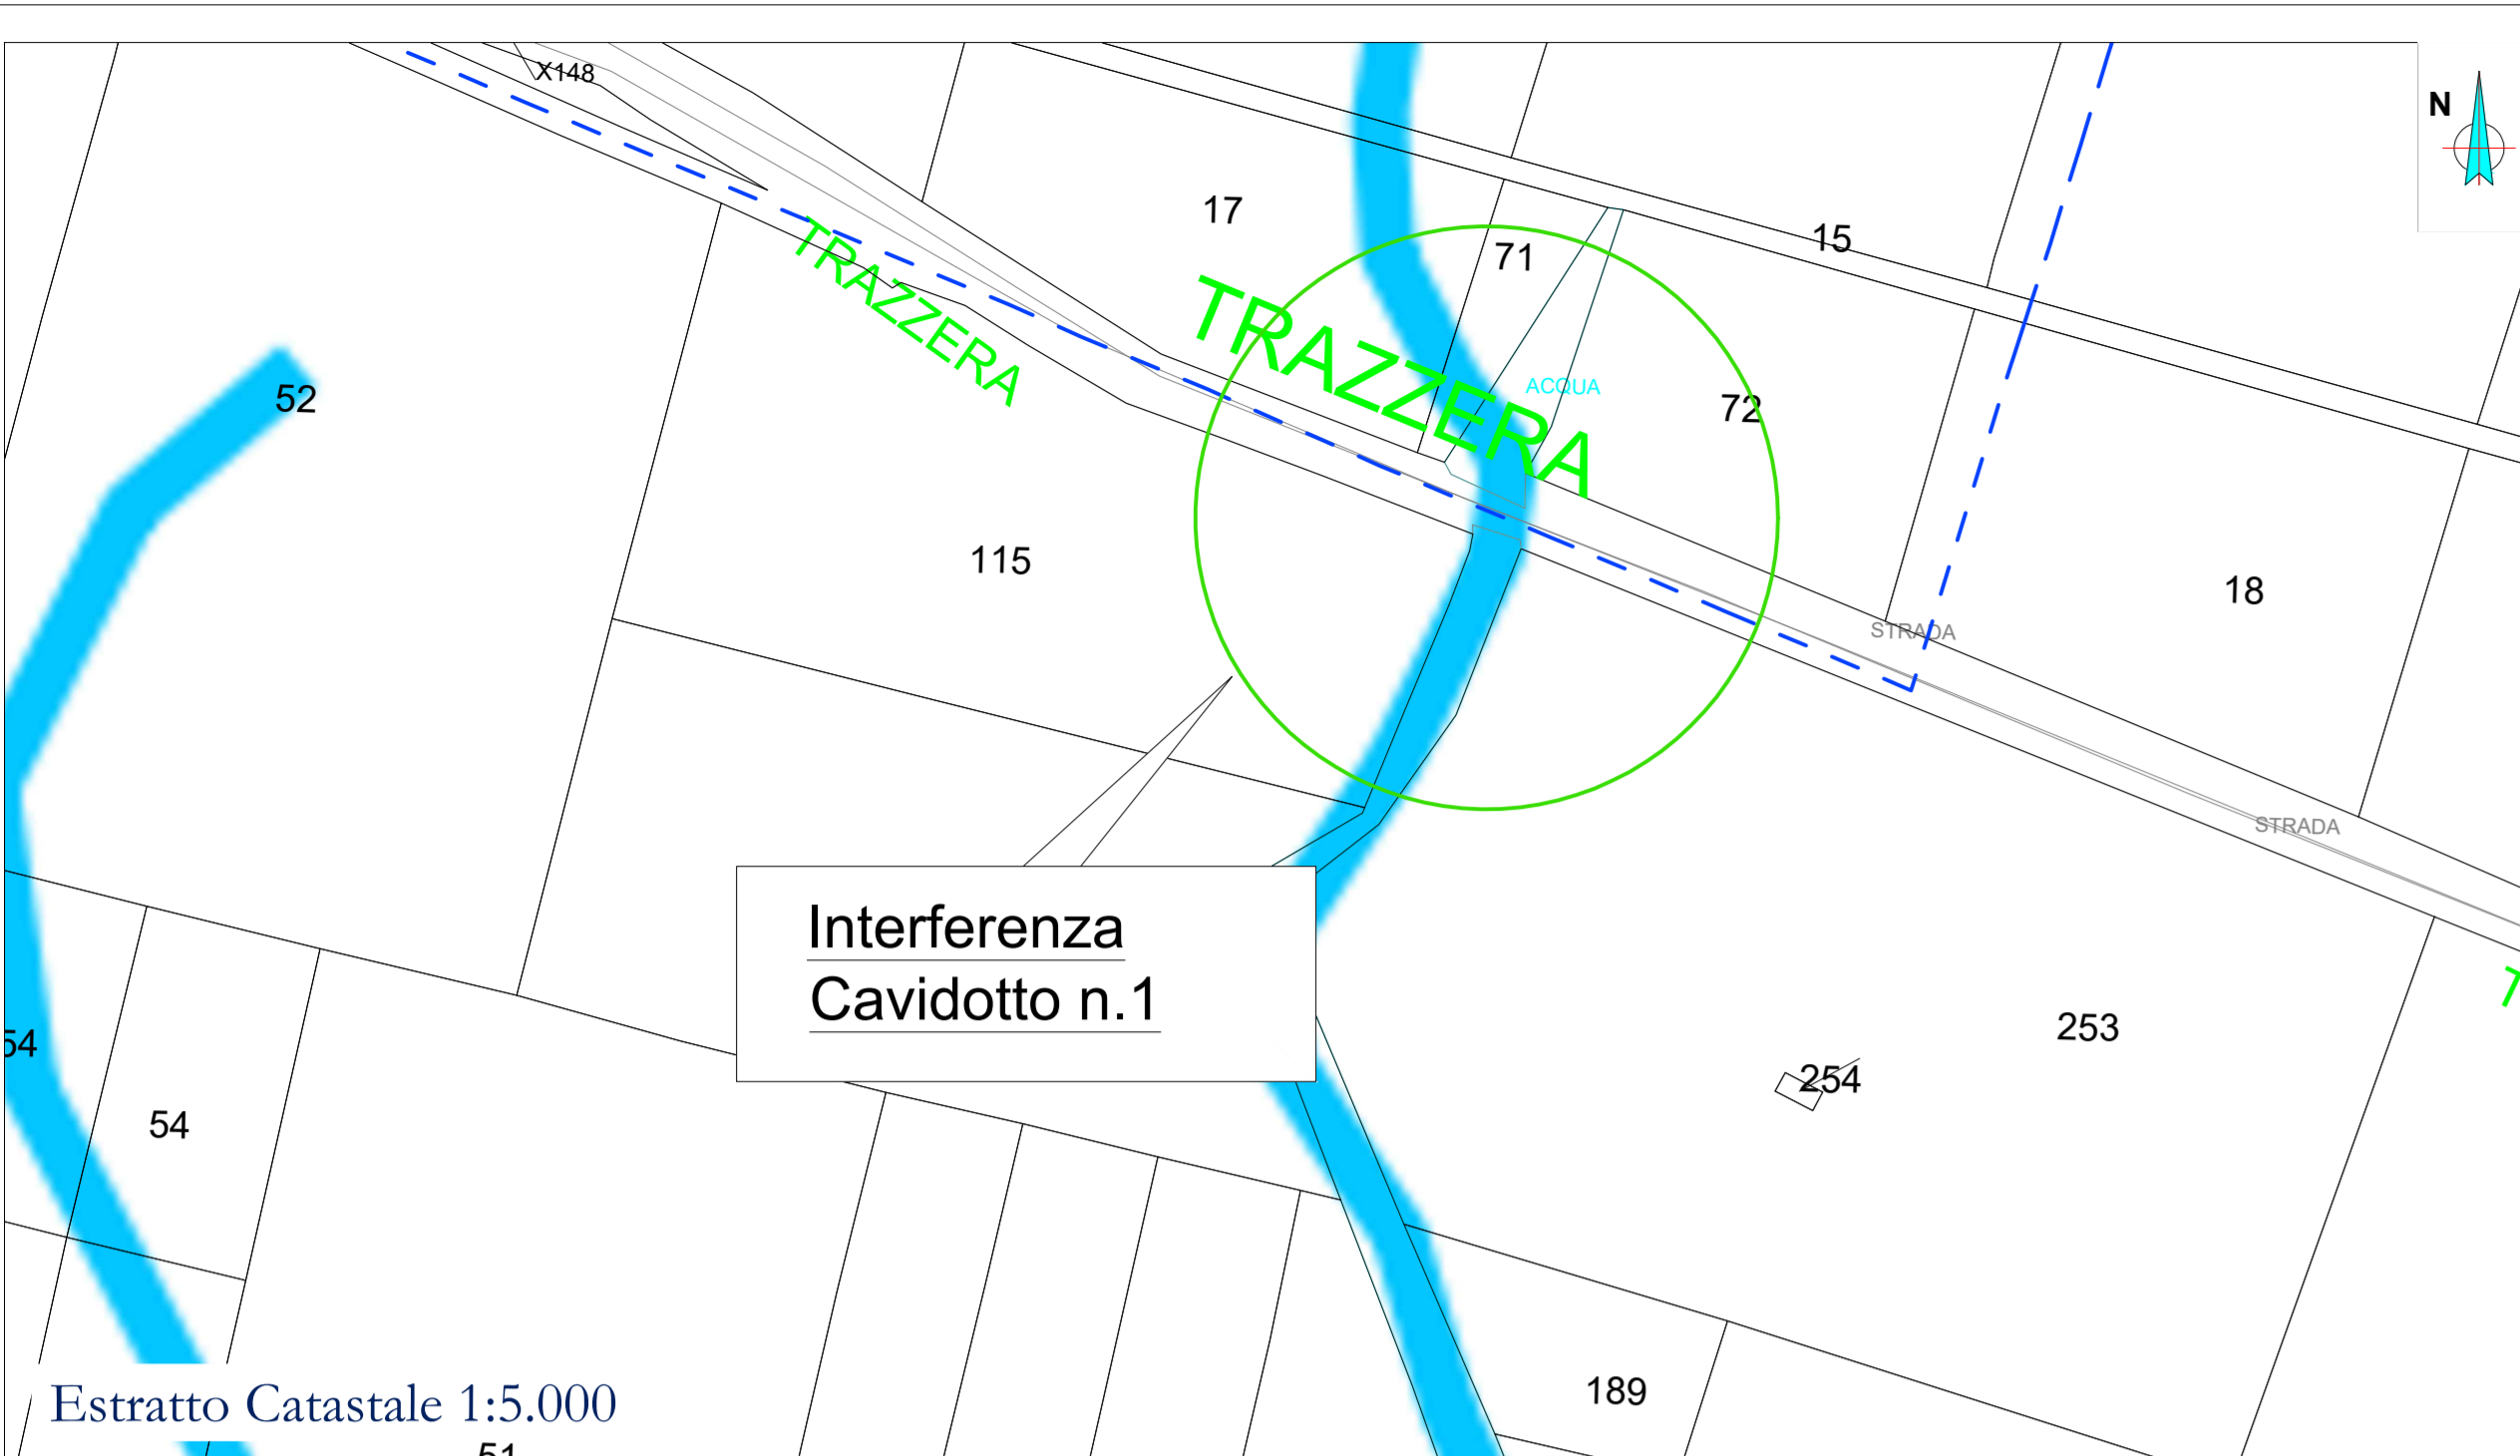 X148
N
17
71
15
TRAZZERA
TRAZZERA
ACQUA
72
52
115
18
STRADA
STRADA
Interferenza
Cavidotto n.1
253
254
54
54
189
Estratto Catastale 1:5.000
51